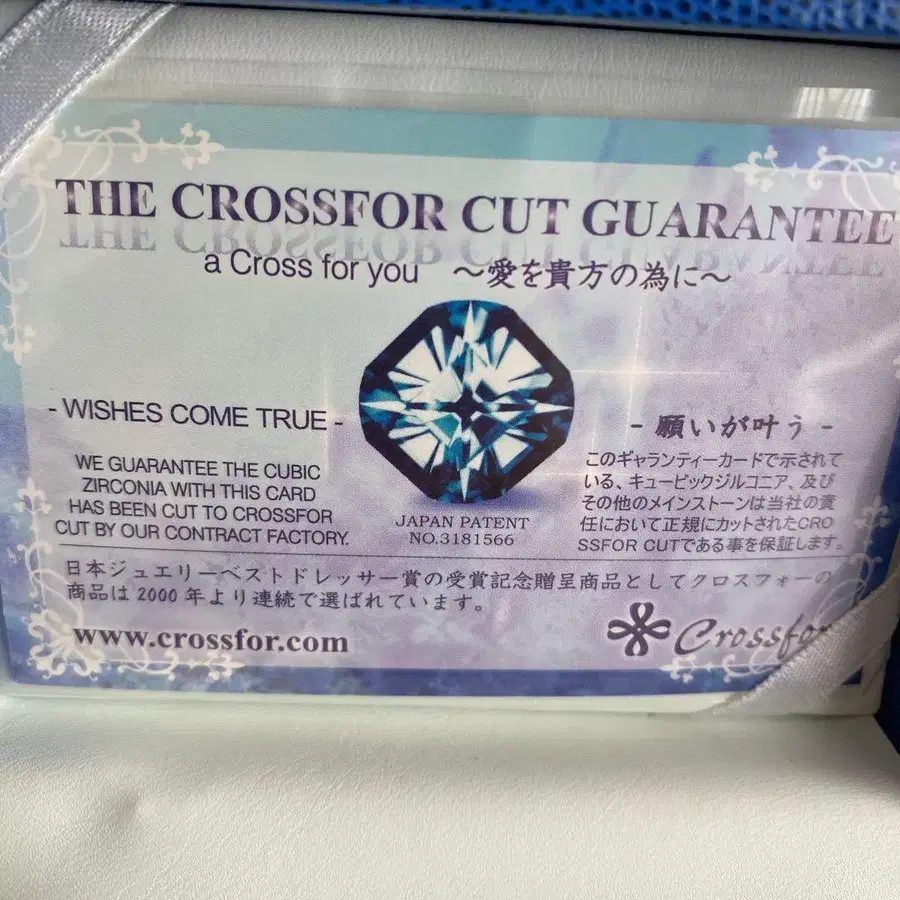 THE CROSSFOR CUT GUARANTEE
a Cross for you ～愛を貴方の為に～
- WISHES COME TRUE -
WE GUARANTEE THE CUBIC
ZIRCONIA WITH THIS CARD
HAS BEEN CUT TO CROSSFOR
CUT BY OUR CONTRACT FACTORY.
JAPAN PATENT
NO.3181566
- 願いが叶う -
このギャランティーカードで示されて
いる、キュービックジルコニア、及び
その他のメインストーンは当社の責
任において正規にカットされたCRO
SSFOR CUTである事を保証します。
日本ジュエリーベストドレッサー賞の受賞記念贈呈商品としてクロスフォーの
商品は2000年より連続で選ばれています。
www.crossfor.com
Crossfor